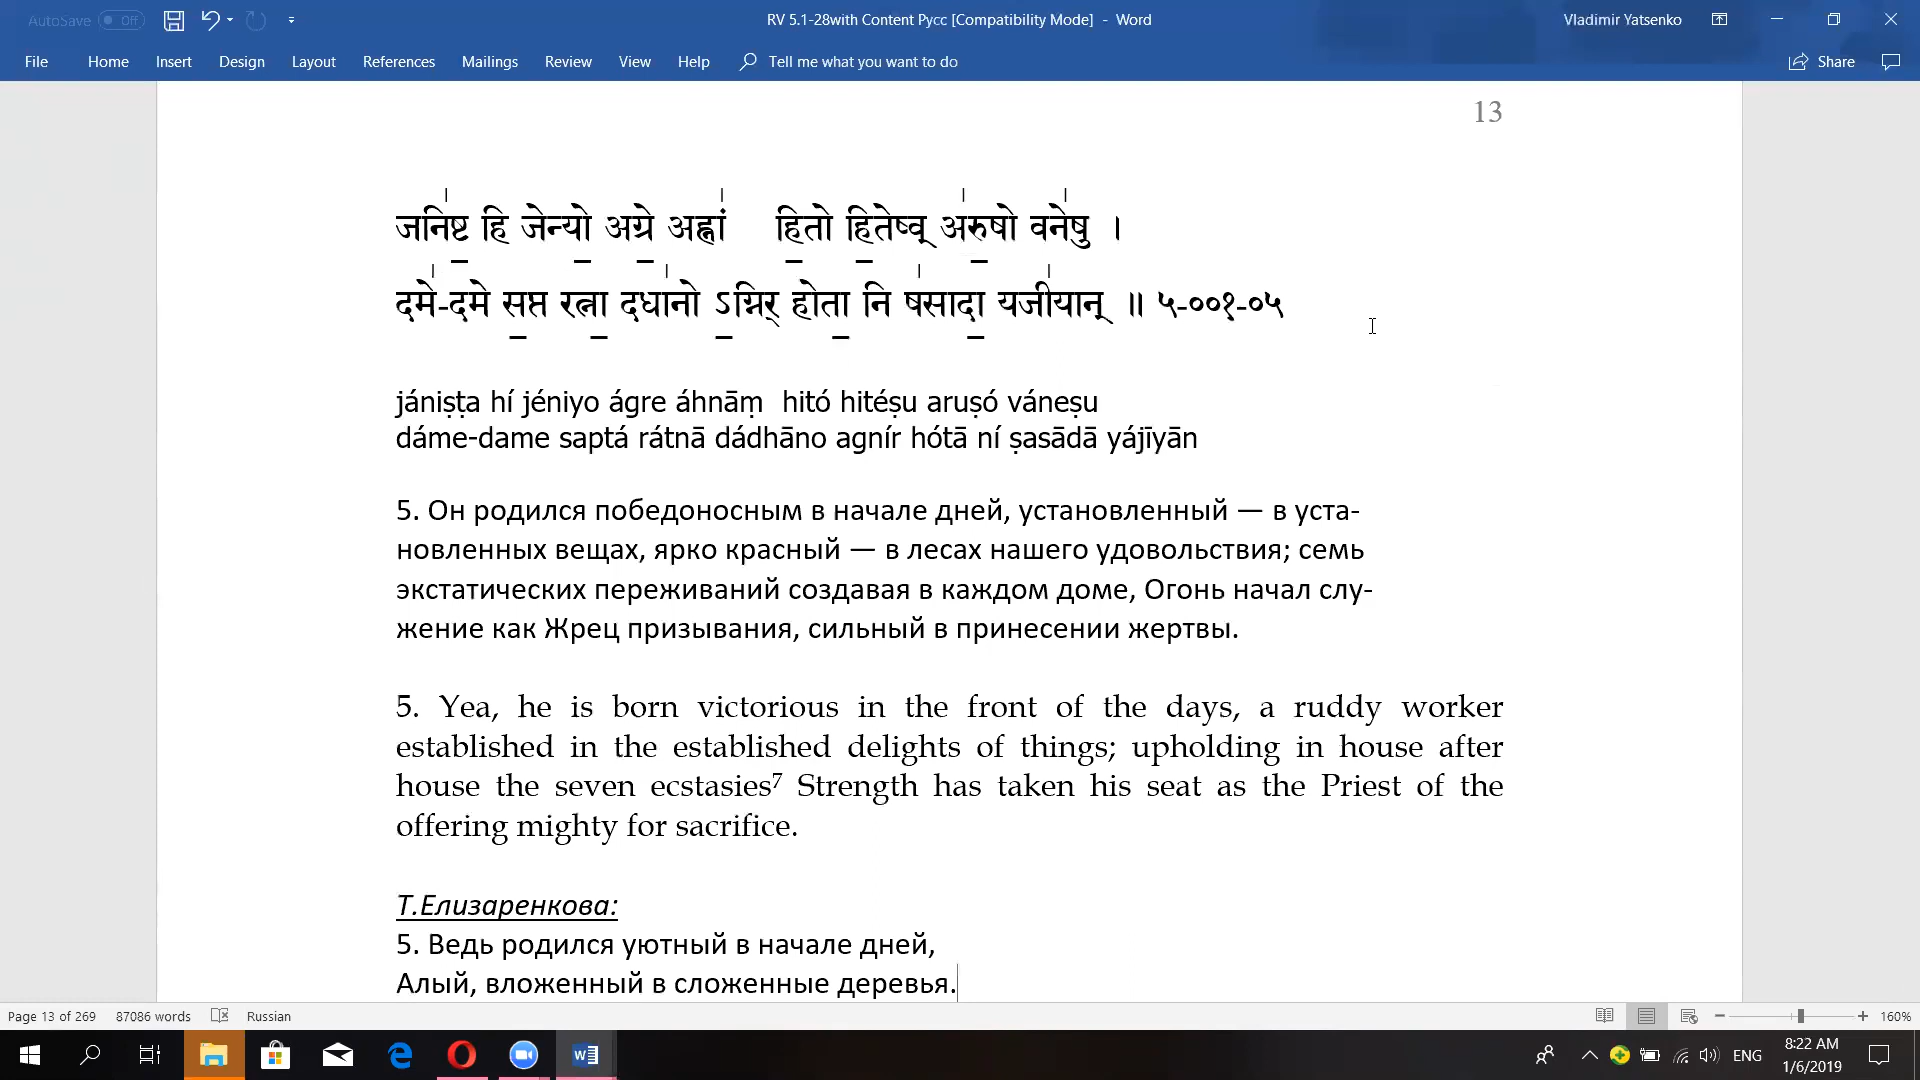 AutoSave Off
RV 5.1-28with Content Русс [Compatibility Mode] - Word
Vladimir Yatsenko
File Home Insert Design Layout References Mailings Review View Help Tell me what you want to do Share
13
जनि॑ष्ट॒ हि जेन्यो॒ अग्रे॒ अह्नां॑ हि॒तो हि॒तेष्व् अ॑रु॒षो वने॑षु ।
दमे॑-दमे स॒प्त रत्ना॒ दधा॑नो ऽग्नि॒र् होता॒ नि ष॑सादा॒ यजी॑यान् ॥ ५-००१-०५
jániṣṭa hí jéniyo ágre áhnāṃ hitó hitéṣu aruṣó váneṣu
dáme-dame saptá rátnā dádhāno agnír hótā ní ṣasādā yájīyān
5. Он родился победоносным в начале дней, установленный — в уста-
новленных вещах, ярко красный — в лесах нашего удовольствия; семь
экстатических переживаний создавая в каждом доме, Огонь начал слу-
жение как Жрец призывания, сильный в принесении жертвы.
5. Yea, he is born victorious in the front of the days, a ruddy worker
established in the established delights of things; upholding in house after
house the seven ecstasies⁷ Strength has taken his seat as the Priest of the
offering mighty for sacrifice.
Т.Елизаренкова:
5. Ведь родился уютный в начале дней,
Алый, вложенный в сложенные деревья.
Page 13 of 269 87086 words Russian 160%
ENG
8:22 AM
1/6/2019